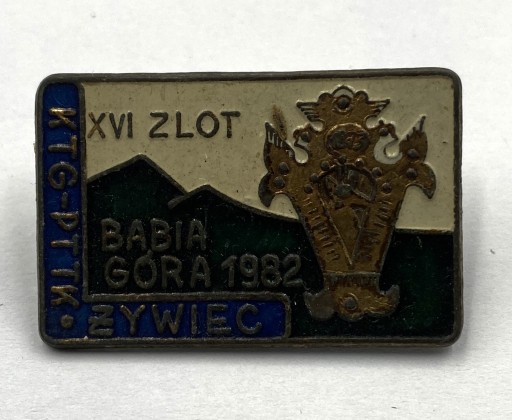 XVI ZLOT
KTG-PTTK •
BABIA
GÓRA 1982
ŻYWIEC